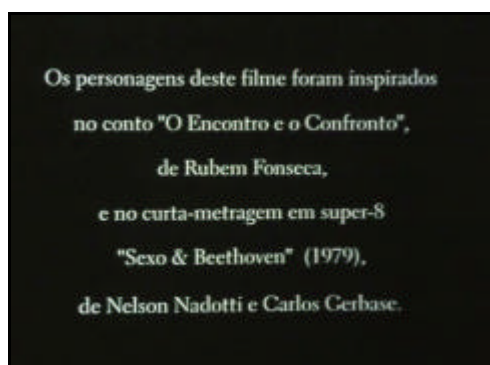 Os personagens deste filme foram inspirados
no conto "O Encontro e o Confronto",
de Rubem Fonseca,
e no curta-metragem em super-8
"Sexo & Beethoven" (1979),
de Nelson Nadotti e Carlos Gerbase.